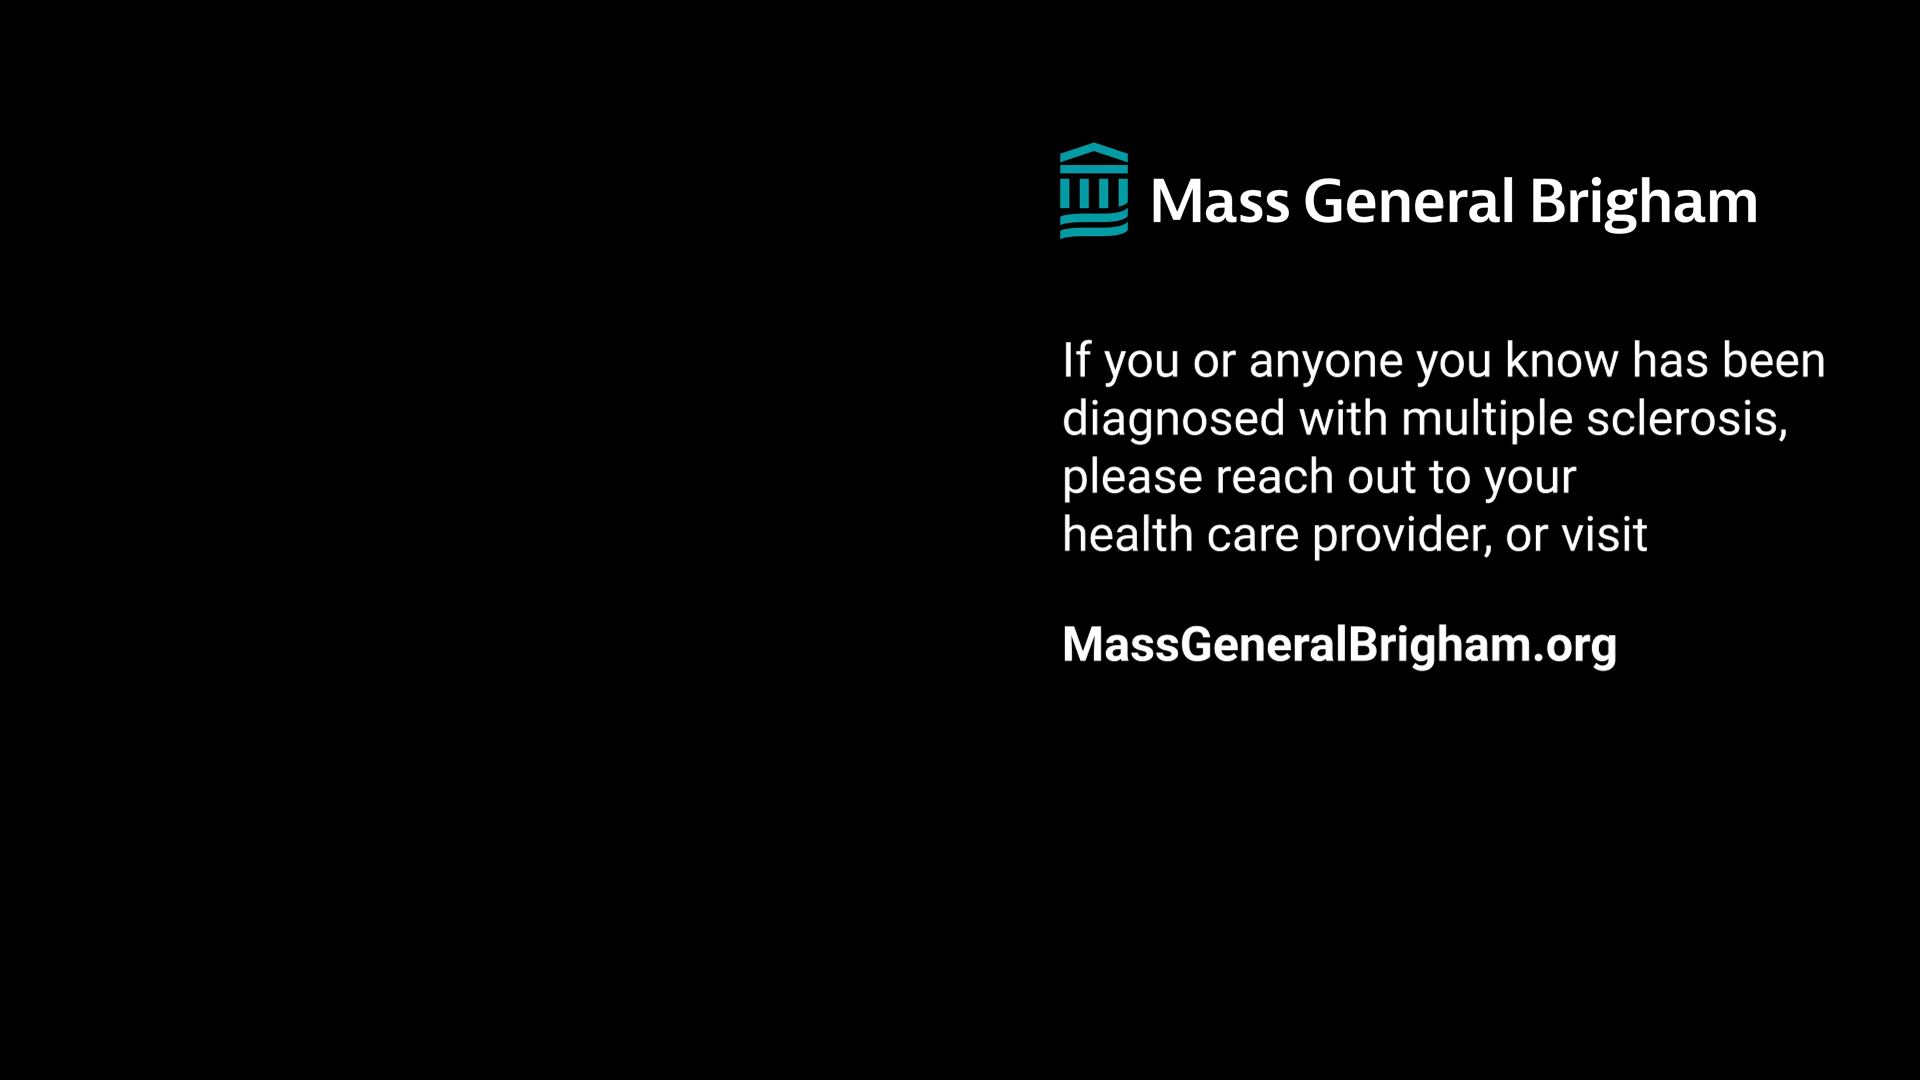 Mass General Brigham
If you or anyone you know has been
diagnosed with multiple sclerosis,
please reach out to your
health care provider, or visit
MassGeneralBrigham.org